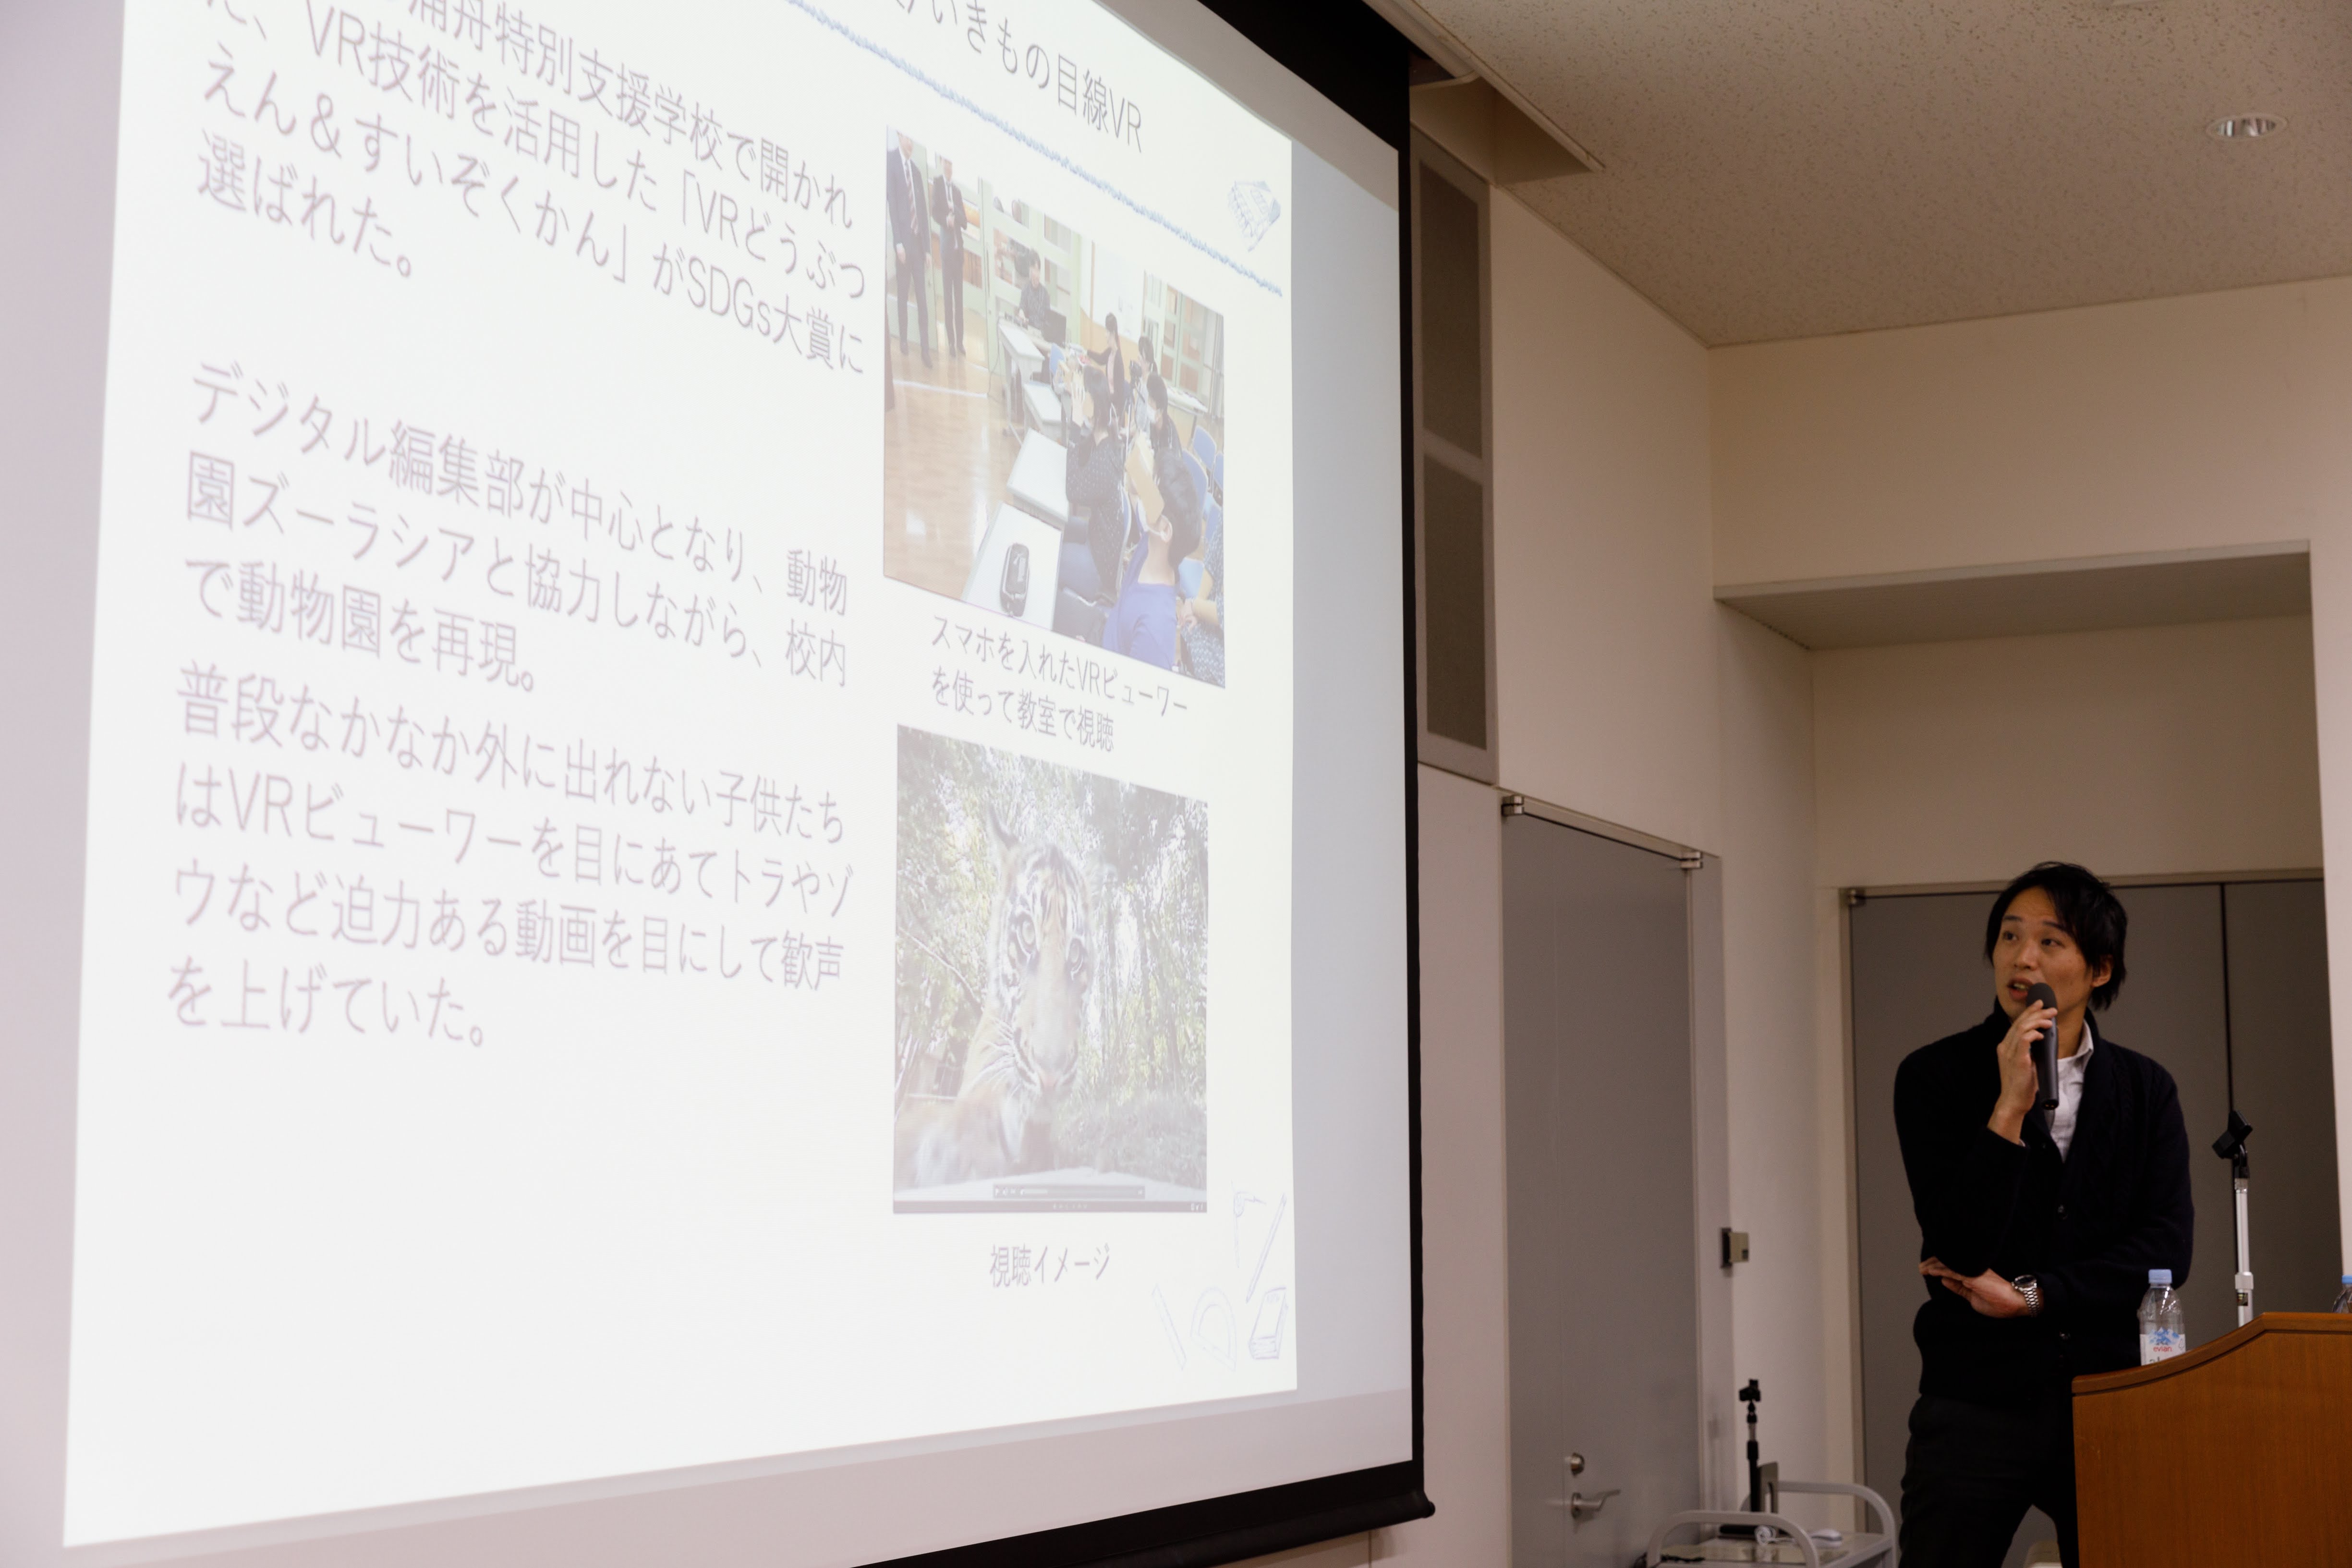 いきもの目線VR
浦舟特別支援学校で開かれ
た、VR技術を活用した「VRどうぶつ
えん＆すいぞくかん」がSDGs大賞に
選ばれた。
デジタル編集部が中心となり、動物
園ズーラシアと協力しながら、校内
で動物園を再現。
普段なかなか外に出れない子供たち
はVRビューワーを目にあてトラやゾ
ウなど迫力ある動画を目にして歓声
を上げていた。
スマホを入れたVRビューワー
を使って教室で視聴
視聴イメージ
evian